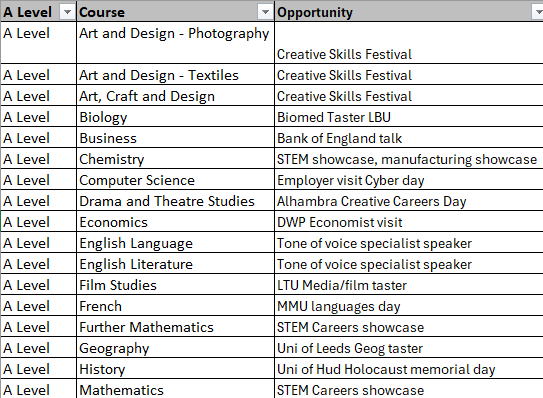 A Level Course Opportunity
A Level Art and Design - Photography Creative Skills Festival
A Level Art and Design - Textiles Creative Skills Festival
A Level Art, Craft and Design Creative Skills Festival
A Level Biology Biomed Taster LBU
A Level Business Bank of England talk
A Level Chemistry STEM showcase, manufacturing showcase
A Level Computer Science Employer visit Cyber day
A Level Drama and Theatre Studies Alhambra Creative Careers Day
A Level Economics DWP Economist visit
A Level English Language Tone of voice specialist speaker
A Level English Literature Tone of voice specialist speaker
A Level Film Studies LTU Media/film taster
A Level French MMU languages day
A Level Further Mathematics STEM Careers showcase
A Level Geography Uni of Leeds Geog taster
A Level History Uni of Hud Holocaust memorial day
A Level Mathematics STEM Careers showcase